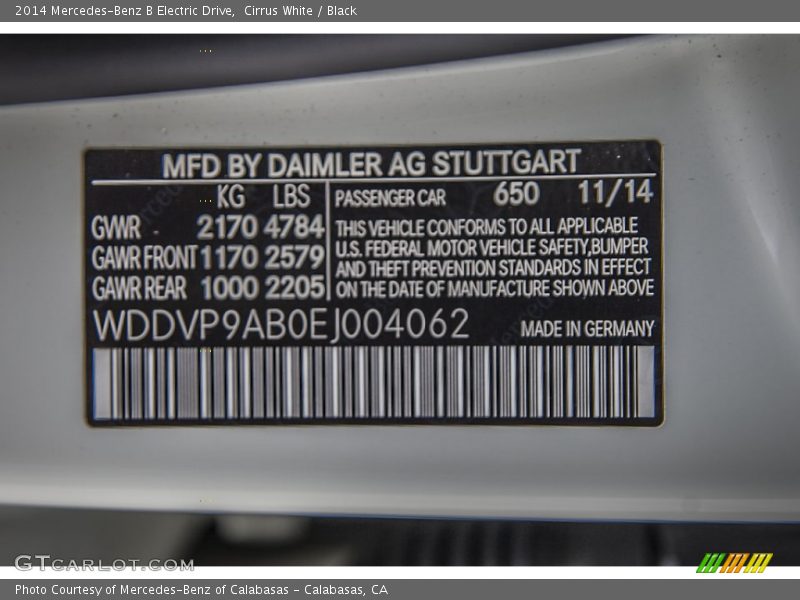 2014 Mercedes-Benz B Electric Drive,  Cirrus White / Black
MFD BY DAIMLER AG STUTTGART
KG LBS
GWR 2170 4784
GAWR FRONT 1170 2579
GAWR REAR 1000 2205
PASSENGER CAR 650 11/14
THIS VEHICLE CONFORMS TO ALL APPLICABLE
U.S. FEDERAL MOTOR VEHICLE SAFETY,BUMPER
AND THEFT PREVENTION STANDARDS IN EFFECT
ON THE DATE OF MANUFACTURE SHOWN ABOVE
WDDVP9AB0EJ004062 MADE IN GERMANY
GTCARLOT.COM
Photo Courtesy of Mercedes-Benz of Calabasas - Calabasas, CA